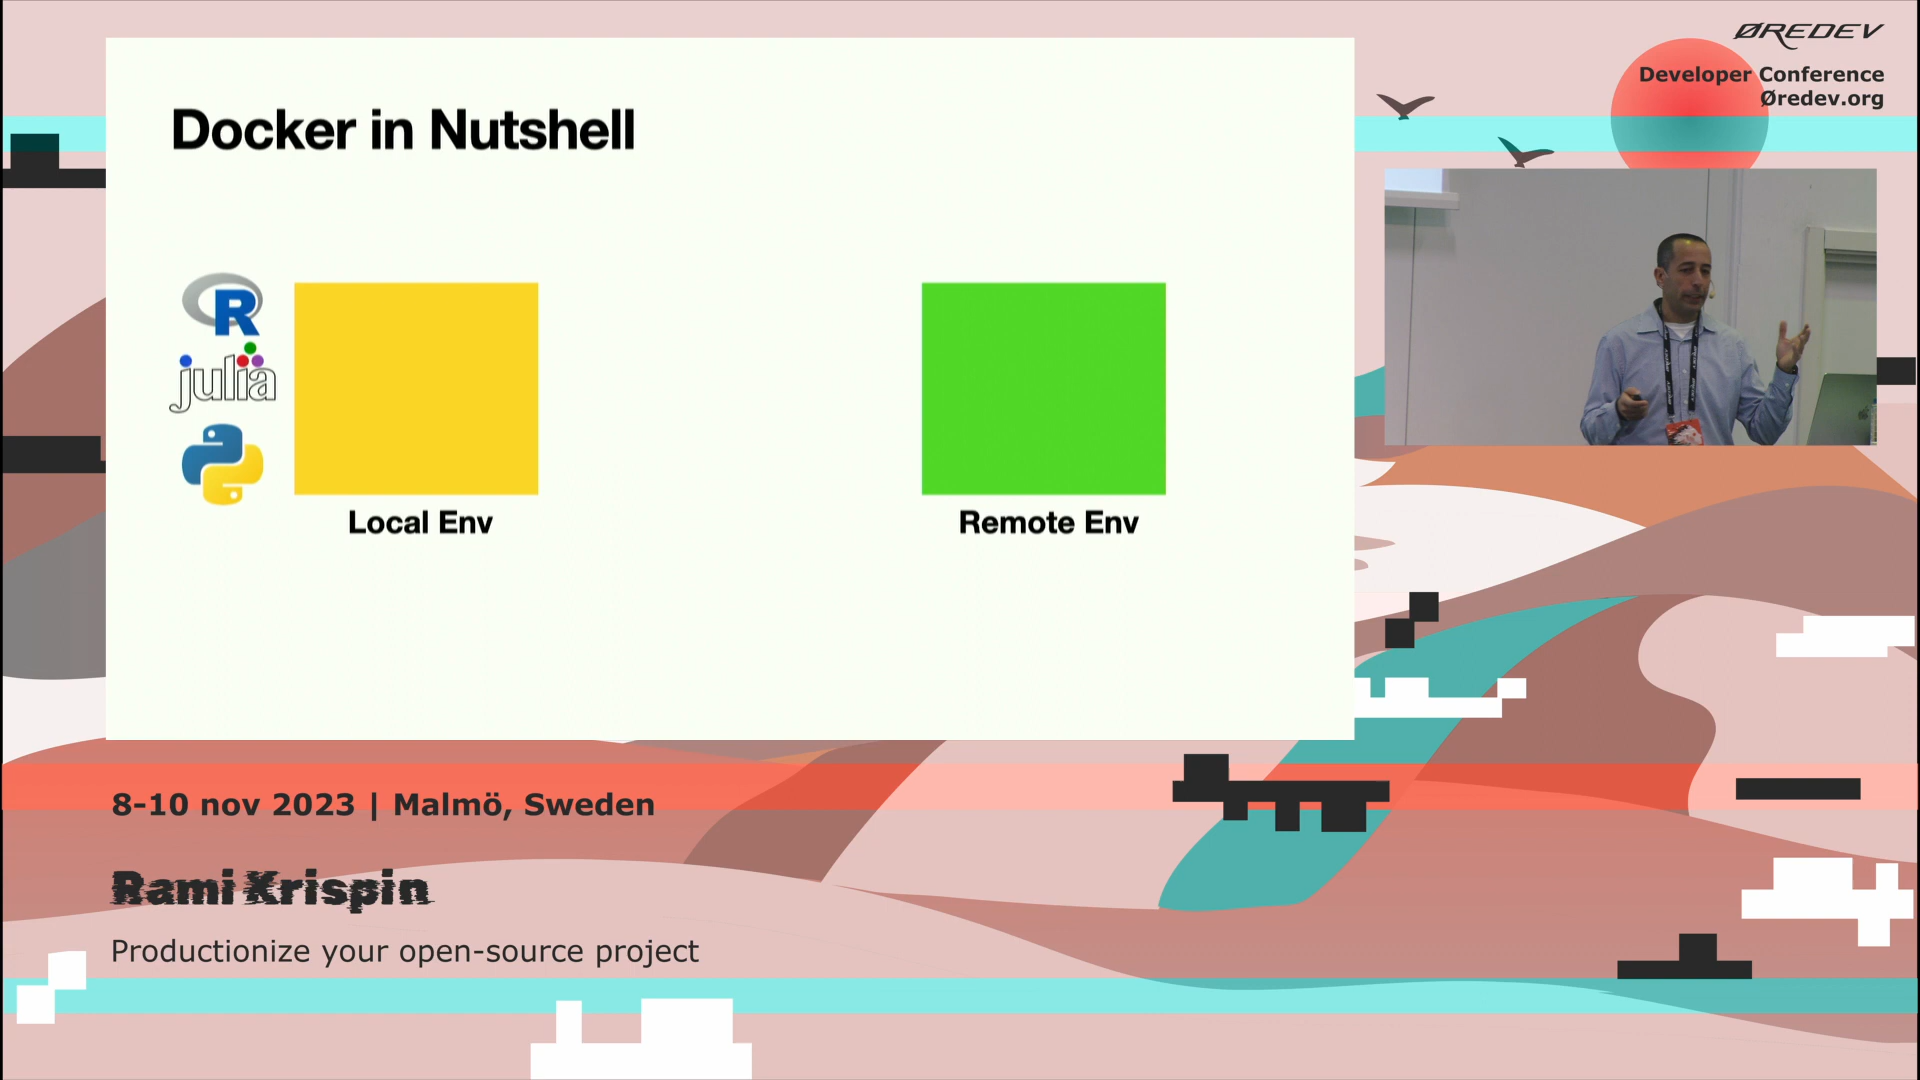 ØREDEV
Developer Conference
Øredev.org
Docker in Nutshell
R
julia
Local Env
Remote Env
8-10 nov 2023 | Malmö, Sweden
Rami Krispin
Productionize your open-source project